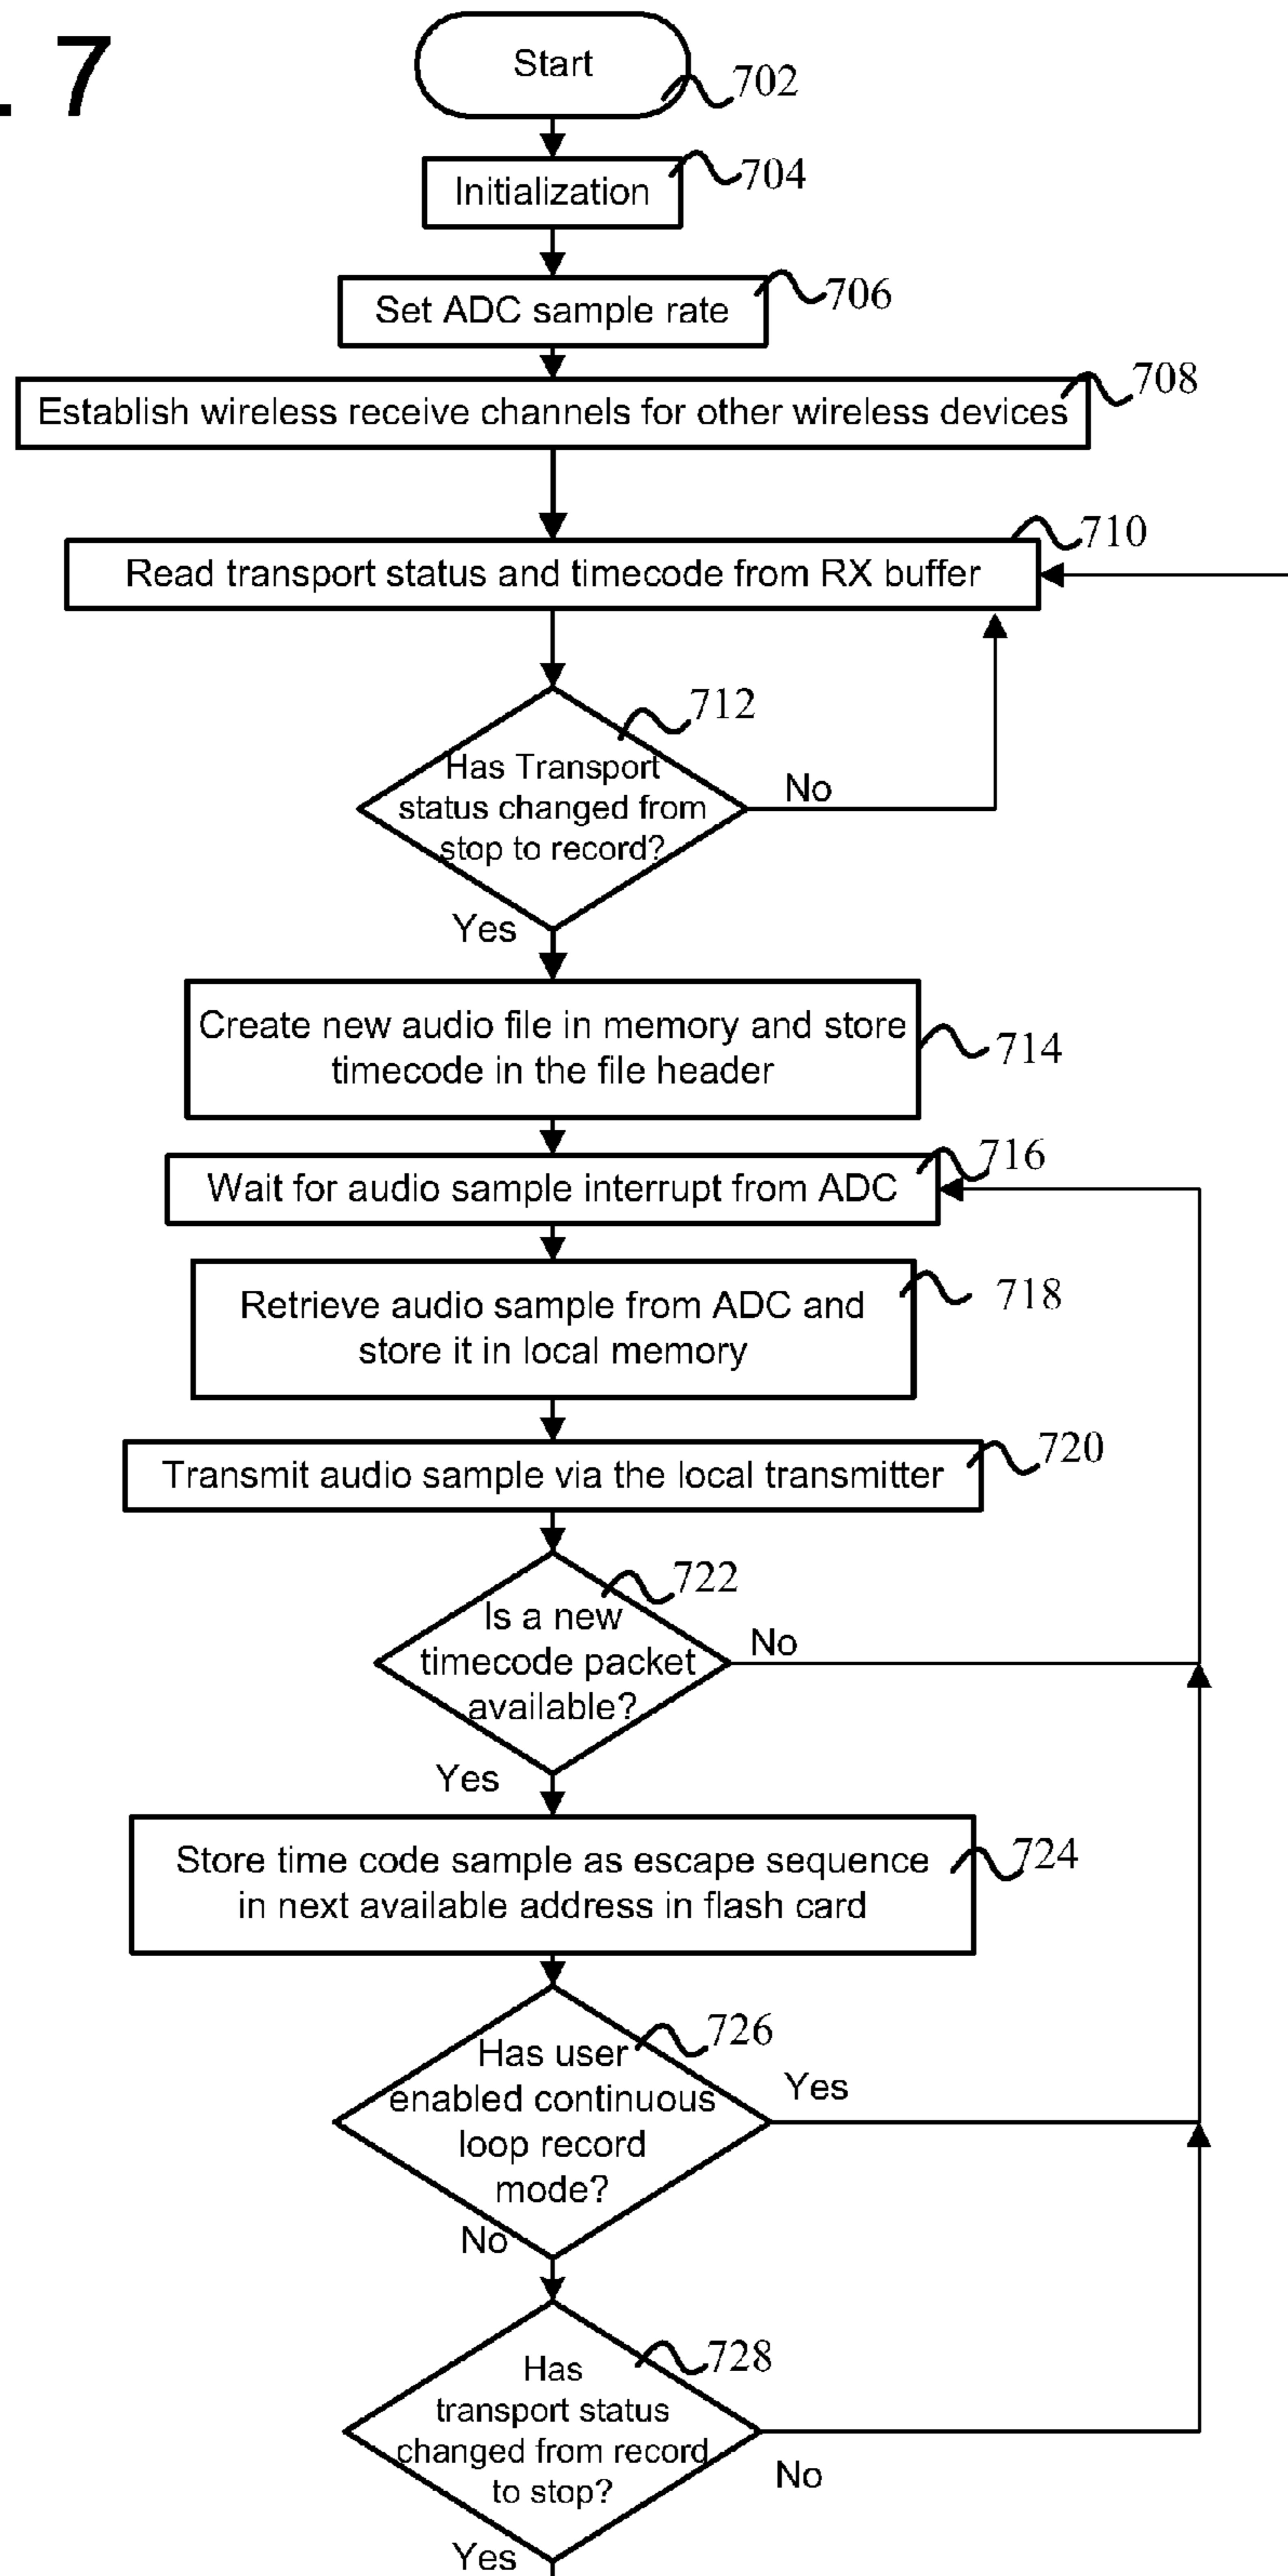 . 7
Start
702
Initialization
704
Set ADC sample rate
706
Establish wireless receive channels for other wireless devices
708
Read transport status and timecode from RX buffer
710
712
Has Transport
status changed from
stop to record?
No
Yes
Create new audio file in memory and store
timecode in the file header
714
Wait for audio sample interrupt from ADC
716
Retrieve audio sample from ADC and
store it in local memory
718
Transmit audio sample via the local transmitter
720
722
Is a new
timecode packet
available?
No
Yes
Store time code sample as escape sequence
in next available address in flash card
724
726
Has user
enabled continuous
loop record
mode?
Yes
No
728
Has
transport status
changed from record
to stop?
No
Yes